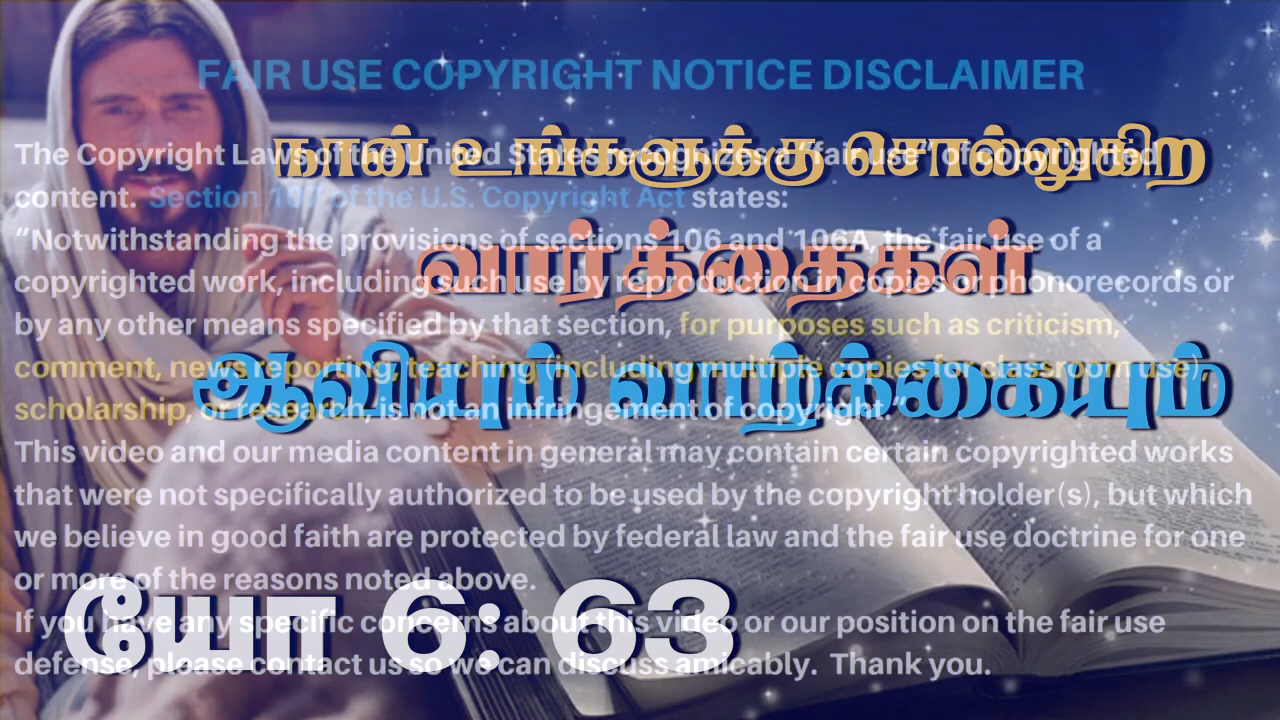 FAIR USE COPYRIGHT NOTICE DISCLAIMER
நான் உங்களுக்கு சொல்லுகிற
The Copyright Laws of the United States recognizes a "fair use" of copyrighted
content. Section 107 of the U.S. Copyright Act states:
"Notwithstanding the provisions of sections 106 and 106A, the fair use of a
வார்த்தைகள்
copyrighted work, including such use by reproduction in copies or phonorecords or
by any other means specified by that section, for purposes such as criticism,
comment, news reporting, teaching (including multiple copies for classroom use),
ஆவியும் வாழ்க்கையும்
scholarship, or research, is not an infringement of copyright."
This video and our media content in general may contain certain copyrighted works
that were not specifically authorized to be used by the copyright holder(s), but which
we believe in good faith are protected by federal law and the fair use doctrine for one
or more of the reasons noted above.
யோ 6: 63
If you have any specific concerns about this video or our position on the fair use
defense, please contact us so we can discuss amicably. Thank you.